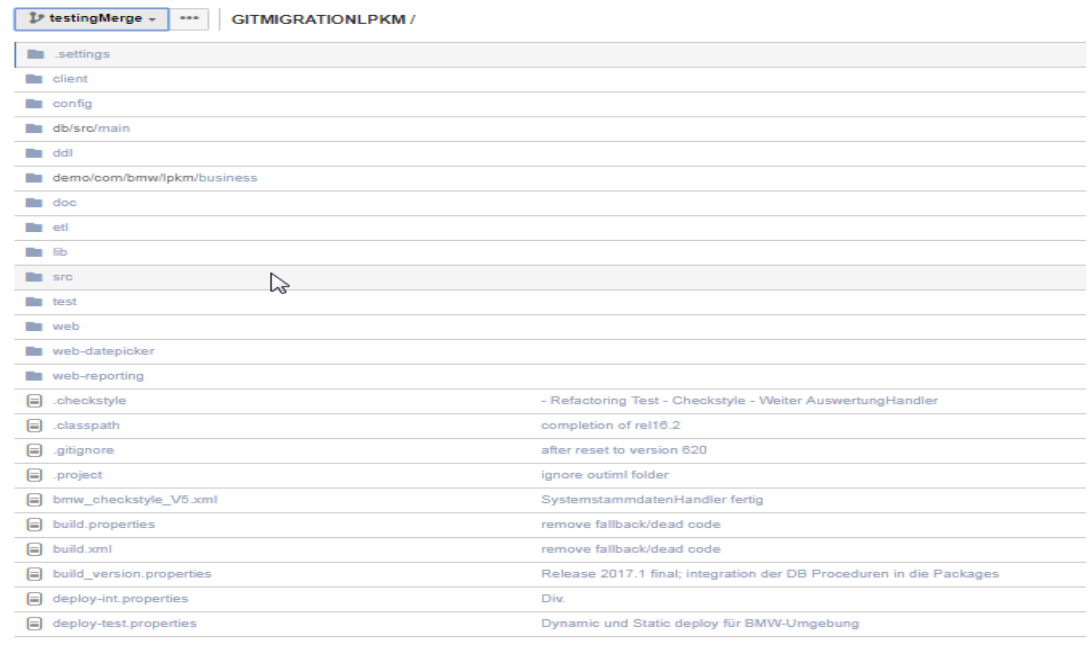 testingMerge ••• GITMIGRATIONLPKM /
.settings
client
config
db/src/main
ddl
demo/com/bmw/lpkm/business
doc
etl
lib
src
test
web
web-datepicker
web-reporting
.checkstyle - Refactoring Test - Checkstyle - Weiter AuswertungHandler
.classpath completion of rel16.2
.gitignore after reset to version 620
.project ignore outiml folder
bmw_checkstyle_V5.xml SystemstammdatenHandler fertig
build.properties remove fallback/dead code
build.xml remove fallback/dead code
build_version.properties Release 2017.1 final; integration der DB Proceduren in die Packages
deploy-int.properties Div.
deploy-test.properties Dynamic und Static deploy für BMW-Umgebung